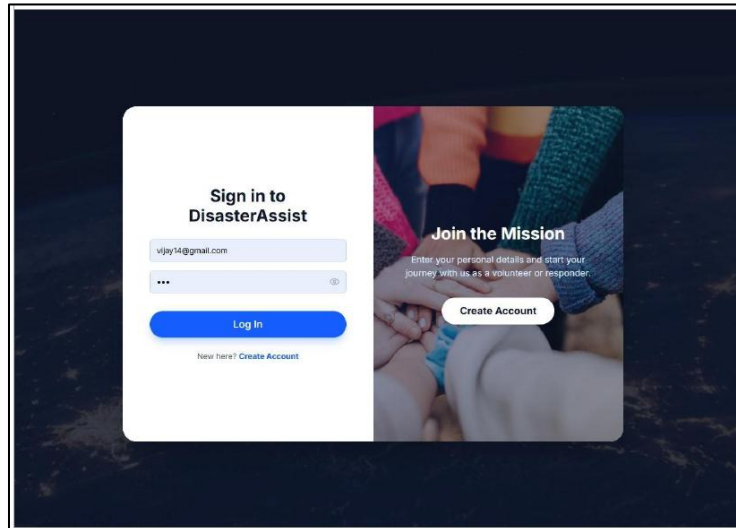 Sign in to
DisasterAssist
vijay14@gmail.com
•••
Log In
New here? Create Account
Join the Mission
Enter your personal details and start your
journey with us as a volunteer or responder.
Create Account